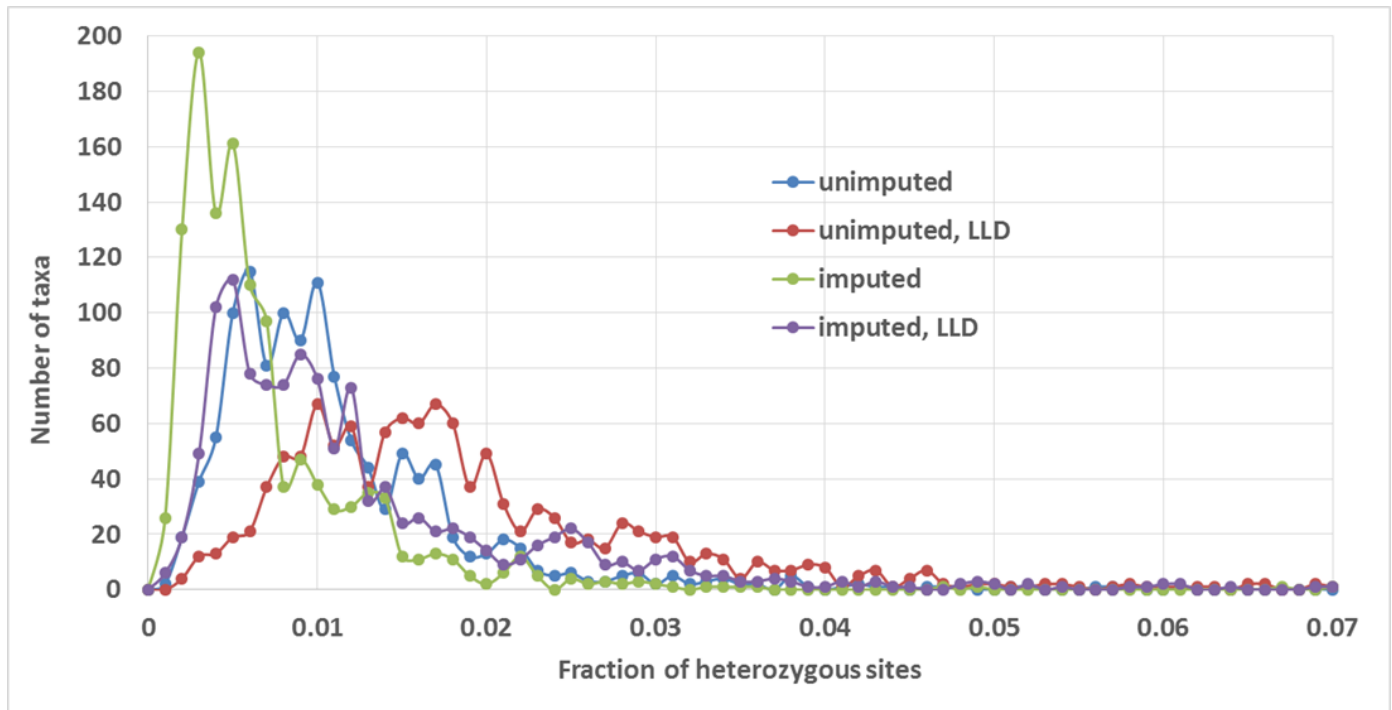 200
180
160
140
120
100
80
60
40
20
0
Number of taxa
unimputed
unimputed, LLD
imputed
imputed, LLD
0 0.01 0.02 0.03 0.04 0.05 0.06 0.07
Fraction of heterozygous sites